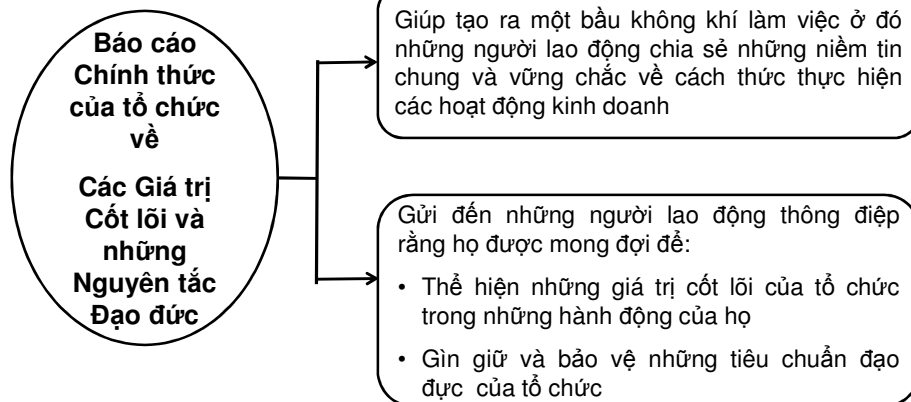 Báo cáo
Chính thức
của tổ chức
về
Các Giá trị
Cốt lõi và
những
Nguyên tắc
Đạo đức
Giúp tạo ra một bầu không khí làm việc ở đó
những người lao động chia sẻ những niềm tin
chung và vững chắc về cách thức thực hiện
các hoạt động kinh doanh
Gửi đến những người lao động thông điệp
rằng họ được mong đợi để:
• Thể hiện những giá trị cốt lõi của tổ chức
trong những hành động của họ
• Gìn giữ và bảo vệ những tiêu chuẩn đạo
đực của tổ chức